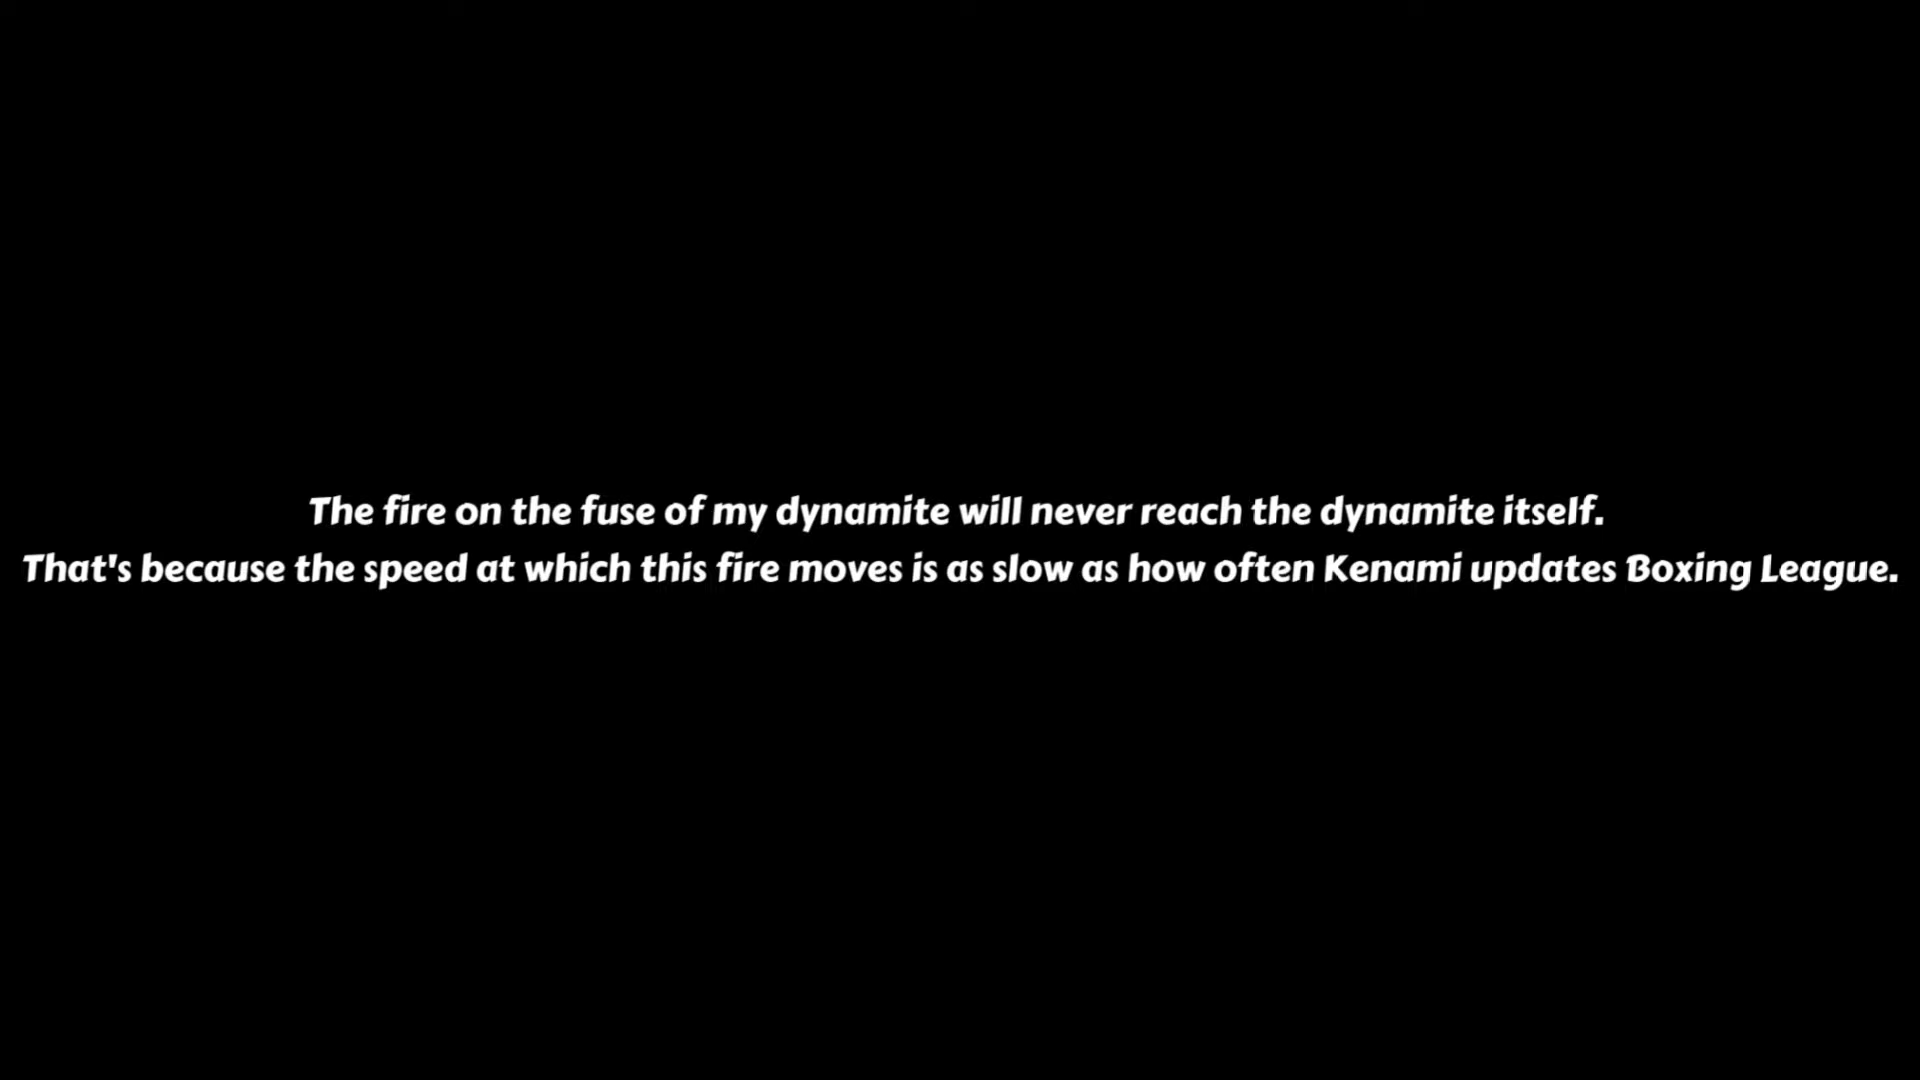 The fire on the fuse of my dynamite will never reach the dynamite itself.
That's because the speed at which this fire moves is as slow as how often Kenami updates Boxing League.